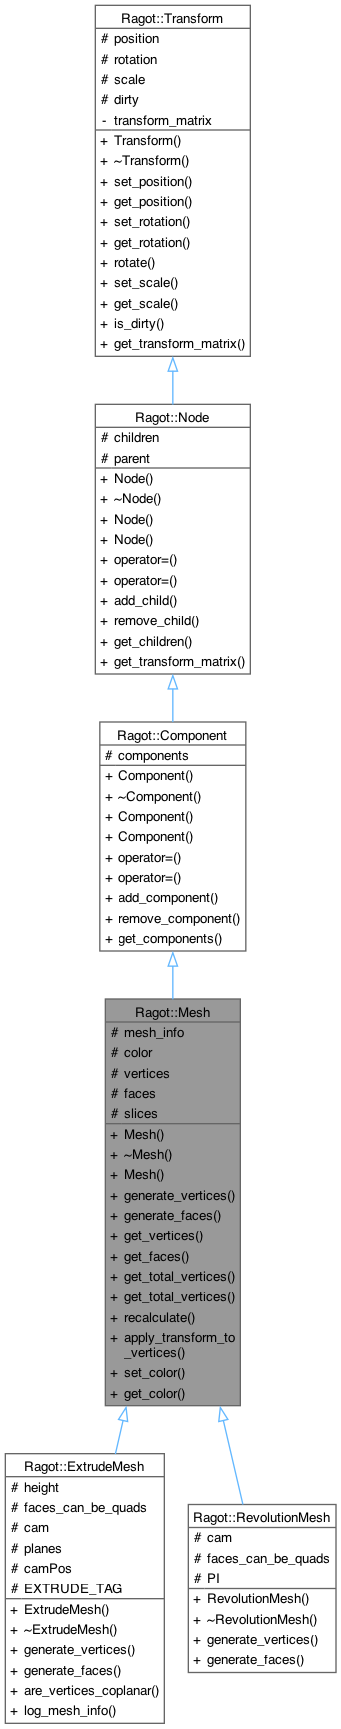 Ragot::Transform
# position
# rotation
# scale
# dirty
- transform_matrix
+ Transform()
+ ~Transform()
+ set_position()
+ get_position()
+ set_rotation()
+ get_rotation()
+ rotate()
+ set_scale()
+ get_scale()
+ is_dirty()
+ get_transform_matrix()
Ragot::Node
# children
# parent
+ Node()
+ ~Node()
+ Node()
+ Node()
+ operator=()
+ operator=()
+ add_child()
+ remove_child()
+ get_children()
+ get_transform_matrix()
Ragot::Component
# components
+ Component()
+ ~Component()
+ Component()
+ Component()
+ operator=()
+ operator=()
+ add_component()
+ remove_component()
+ get_components()
Ragot::Mesh
# mesh_info
# color
# vertices
# faces
# slices
+ Mesh()
+ ~Mesh()
+ Mesh()
+ generate_vertices()
+ generate_faces()
+ get_vertices()
+ get_faces()
+ get_total_vertices()
+ get_total_vertices()
+ recalculate()
+ apply_transform_to
_vertices()
+ set_color()
+ get_color()
Ragot::ExtrudeMesh
# height
# faces_can_be_quads
# cam
# planes
# camPos
# EXTRUDE_TAG
+ ExtrudeMesh()
+ ~ExtrudeMesh()
+ generate_vertices()
+ generate_faces()
+ are_vertices_coplanar()
+ log_mesh_info()
Ragot::RevolutionMesh
# cam
# faces_can_be_quads
# PI
+ RevolutionMesh()
+ ~RevolutionMesh()
+ generate_vertices()
+ generate_faces()